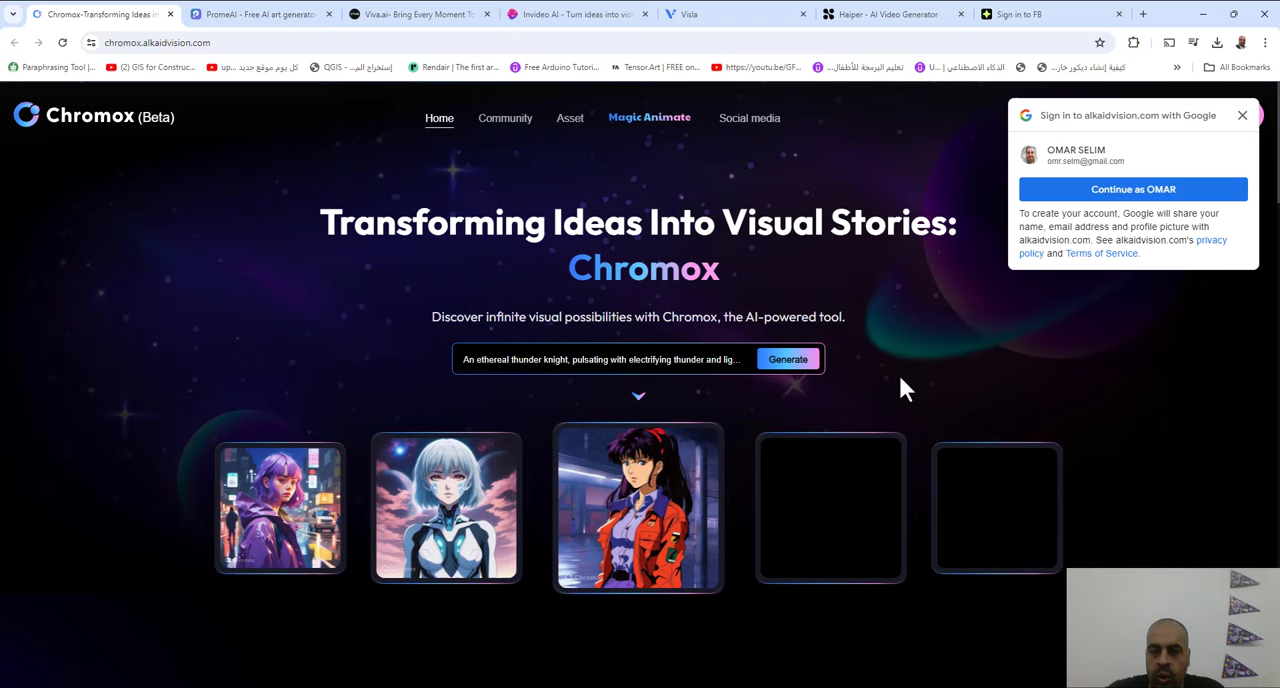 Chromox-Transforming Ideas in
PromeAI - Free AI art generator
Viva.ai- Bring Every Moment To
Invideo AI - Turn ideas into vide
Visla
Haiper - AI Video Generator
Sign in to FB
chromox.alkaidvision.com
Paraphrasing Tool |...
(2) GIS for Construc...
كل يوم موقع جديد up...
إستخراج الم... - QGIS
Rendair | The first ar...
Free Arduino Tutori...
Tensor.Art | FREE on...
https://youtu.be/GF...
تعليم البرمجة للأطفال...
الذكاء الاصطناعي | U...
كيفية إنشاء ديكور خار...
All Bookmarks
Chromox (Beta)
Home
Community
Asset
Magic Animate
Social media
Sign in to alkaidvision.com with Google
OMAR SELIM
omr.selm@gmail.com
Continue as OMAR
To create your account, Google will share your
name, email address and profile picture with
alkaidvision.com. See alkaidvision.com's privacy
policy and Terms of Service.
Transforming Ideas Into Visual Stories:
Chromox
Discover infinite visual possibilities with Chromox, the AI-powered tool.
An ethereal thunder knight, pulsating with electrifying thunder and lig...
Generate